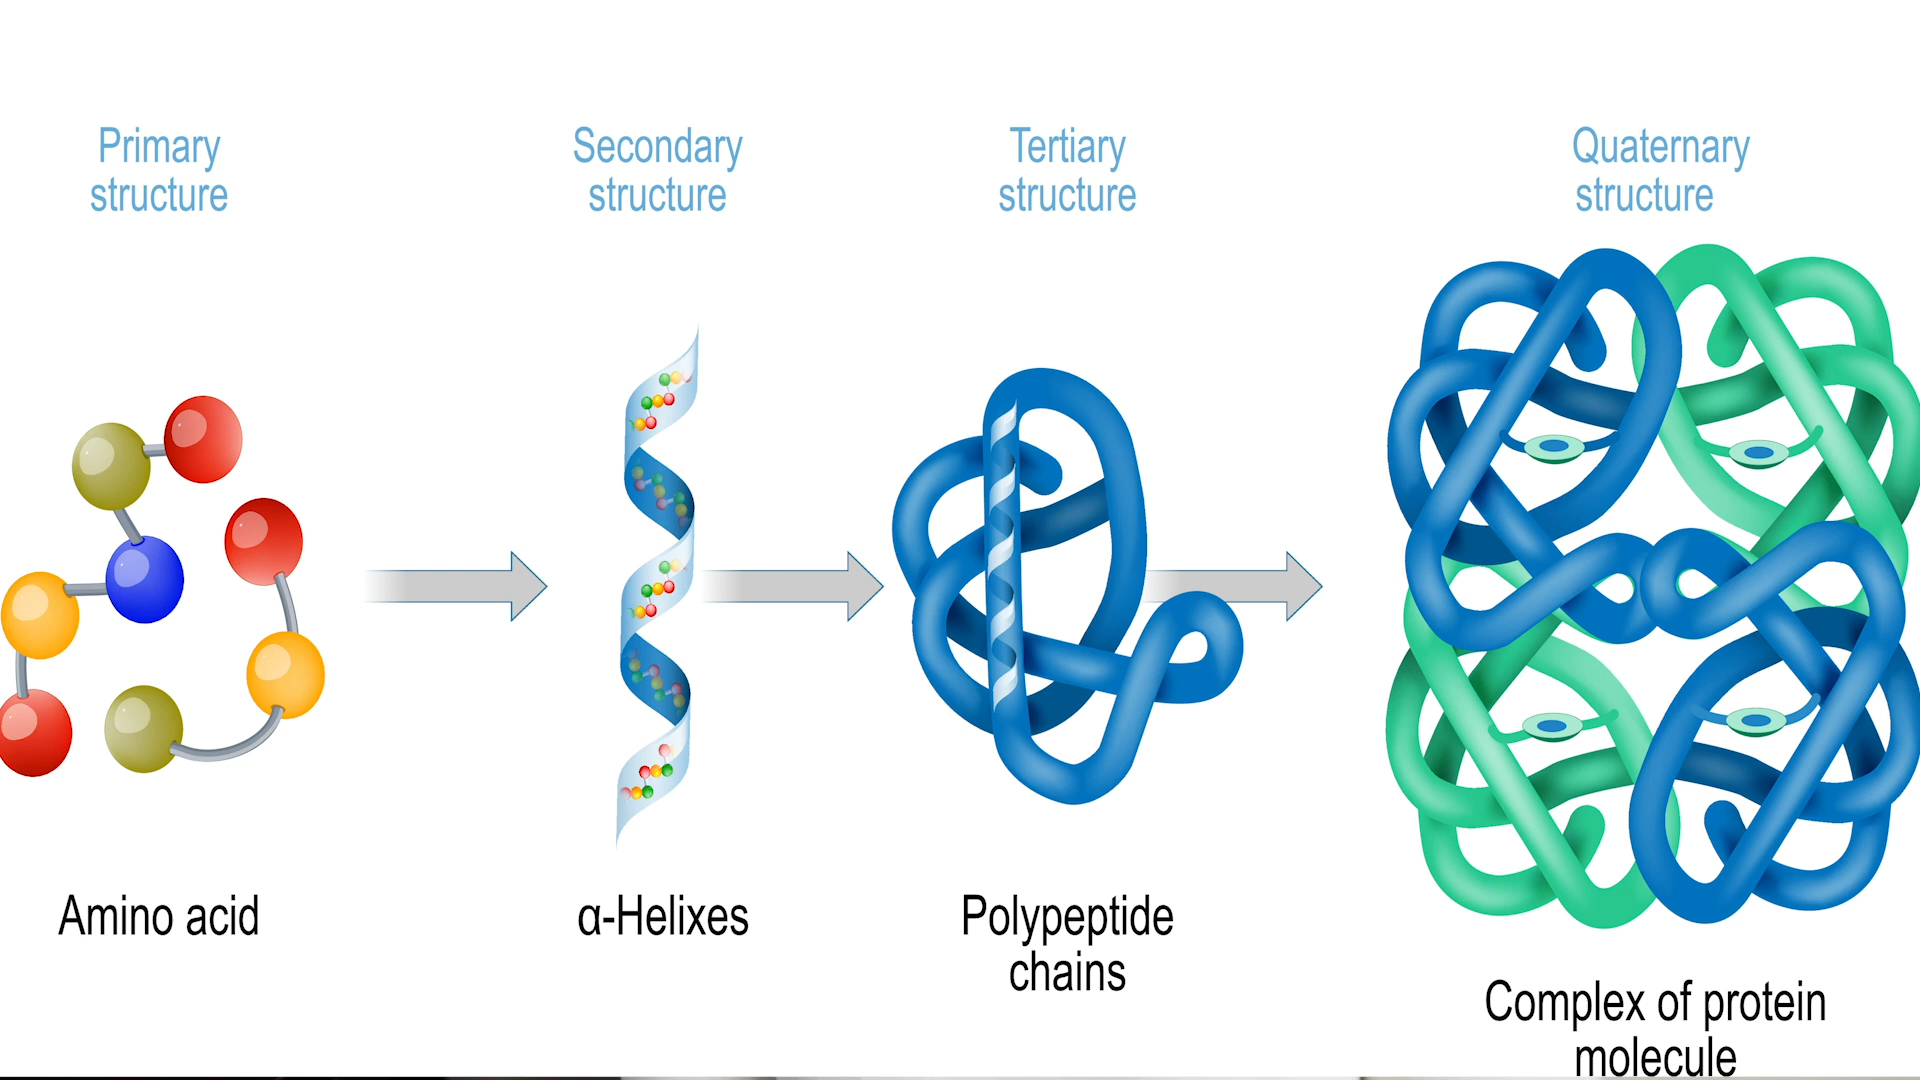 Primary
structure
Secondary
structure
Tertiary
structure
Quaternary
structure
Amino acid
α-Helixes
Polypeptide
chains
Complex of protein
molecule